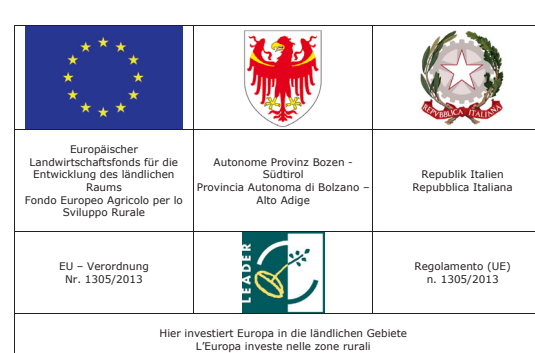 REPVBBLICA ITALIANA
Europäischer
Landwirtschaftsfonds für die
Entwicklung des ländlichen
Raums
Fondo Europeo Agricolo per lo
Sviluppo Rurale
Autonome Provinz Bozen -
Südtirol
Provincia Autonoma di Bolzano –
Alto Adige
Republik Italien
Repubblica Italiana
EU – Verordnung
Nr. 1305/2013
LEADER
Regolamento (UE)
n. 1305/2013
Hier investiert Europa in die ländlichen Gebiete
L’Europa investe nelle zone rurali